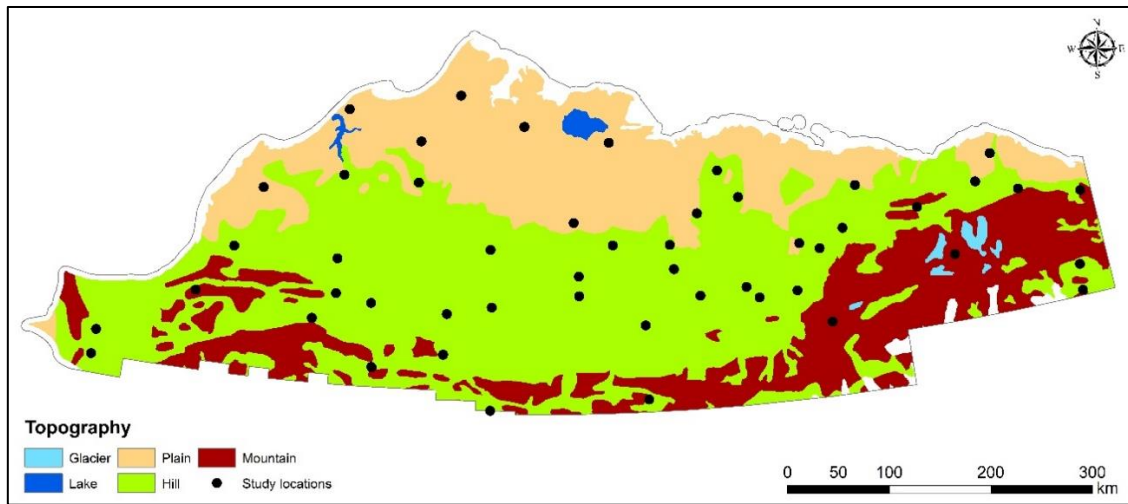 N
W E
S
Topography
Glacier Plain Mountain
Lake Hill Study locations
0 50 100 200 300
km